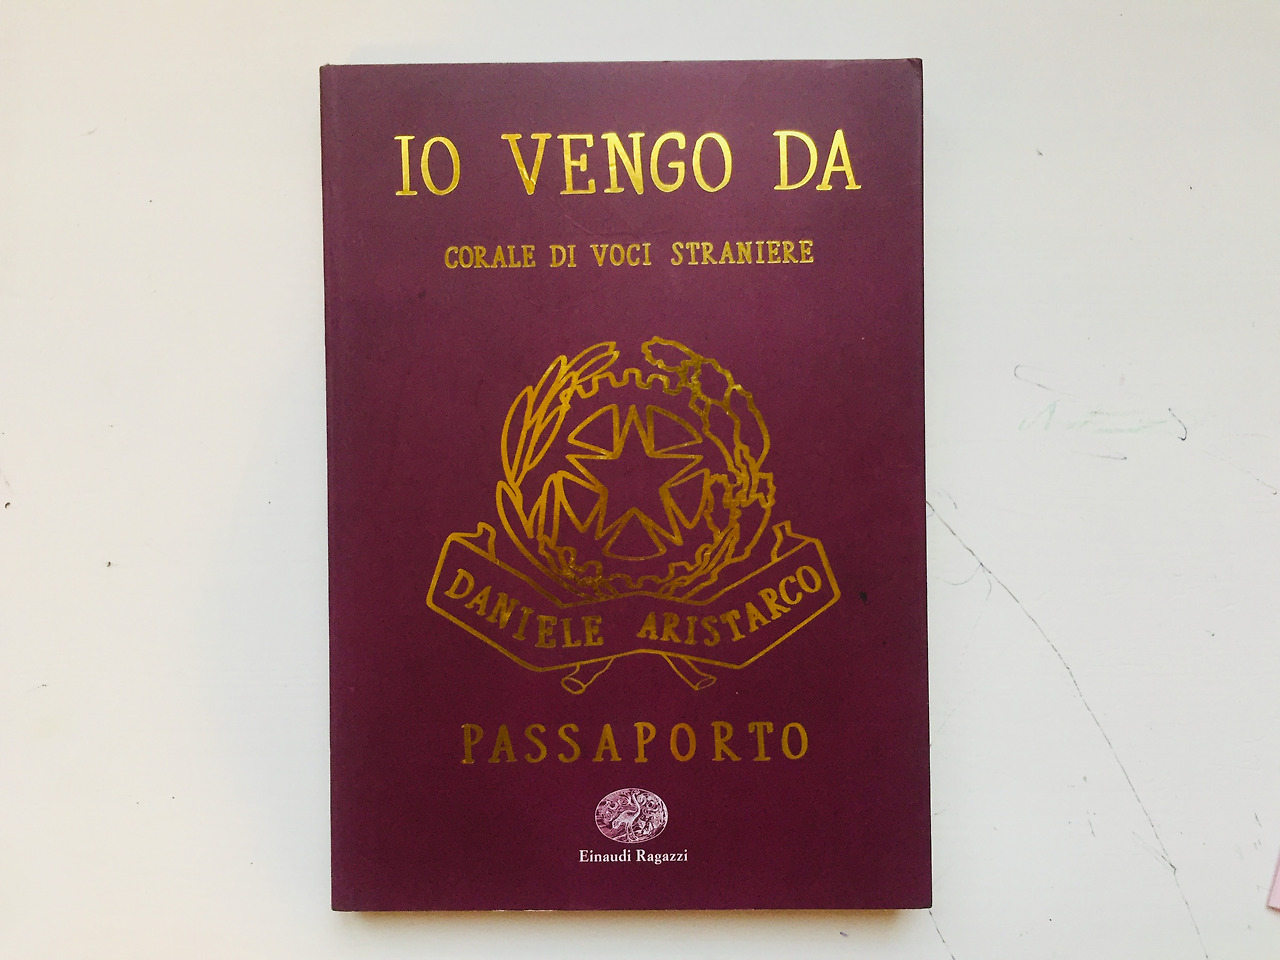 IO VENGO DA
CORALE DI VOCI STRANIERE
DANIELE ARISTARCO
PASSAPORTO
Einaudi Ragazzi